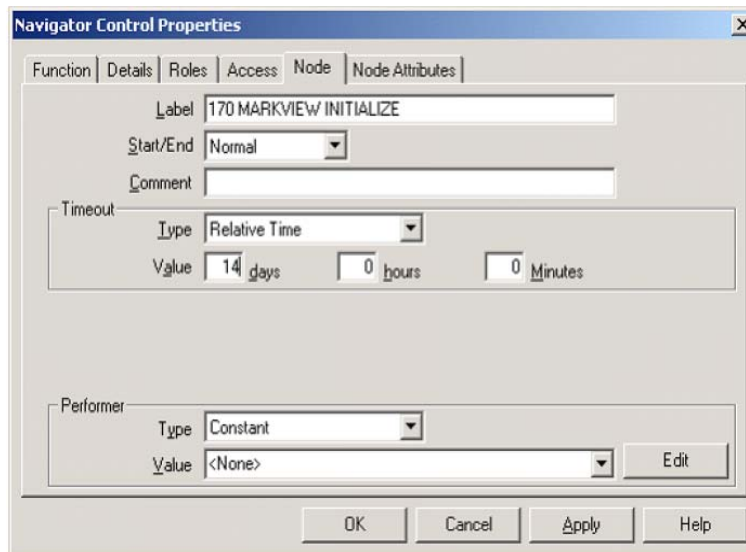 Navigator Control Properties
Function Details Roles Access Node Node Attributes
Label 170 MARKVIEW INITIALIZE
Start/End Normal
Comment
Timeout
Type Relative Time
Value 14 days 0 hours 0 Minutes
Performer
Type Constant
Value <None> Edit
OK Cancel Apply Help